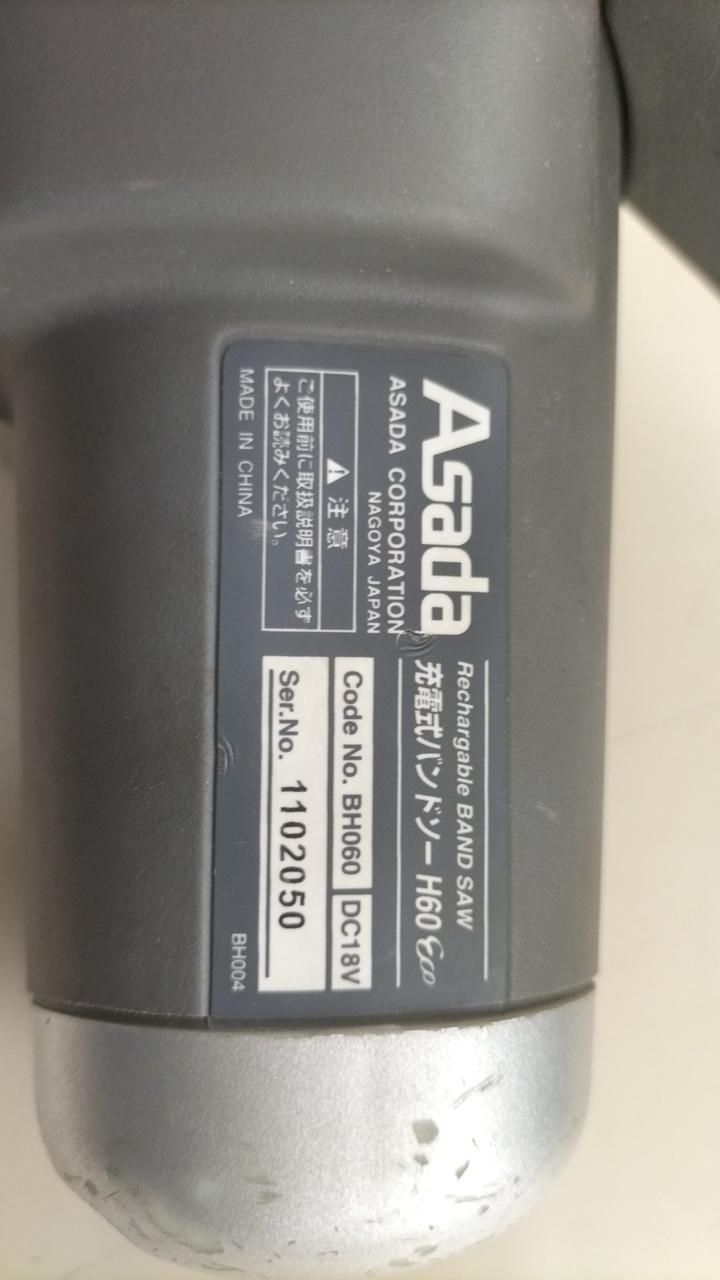 Asada
ASADA CORPORATION
NAGOYA JAPAN
⚠ 注意
ご使用前に取扱説明書を必ず
よくお読みください。
MADE IN CHINA
Rechargable BAND SAW
充電式バンドソー H60 Eco
Code No. BH060 DC18V
Ser.No. 1102050
BH004